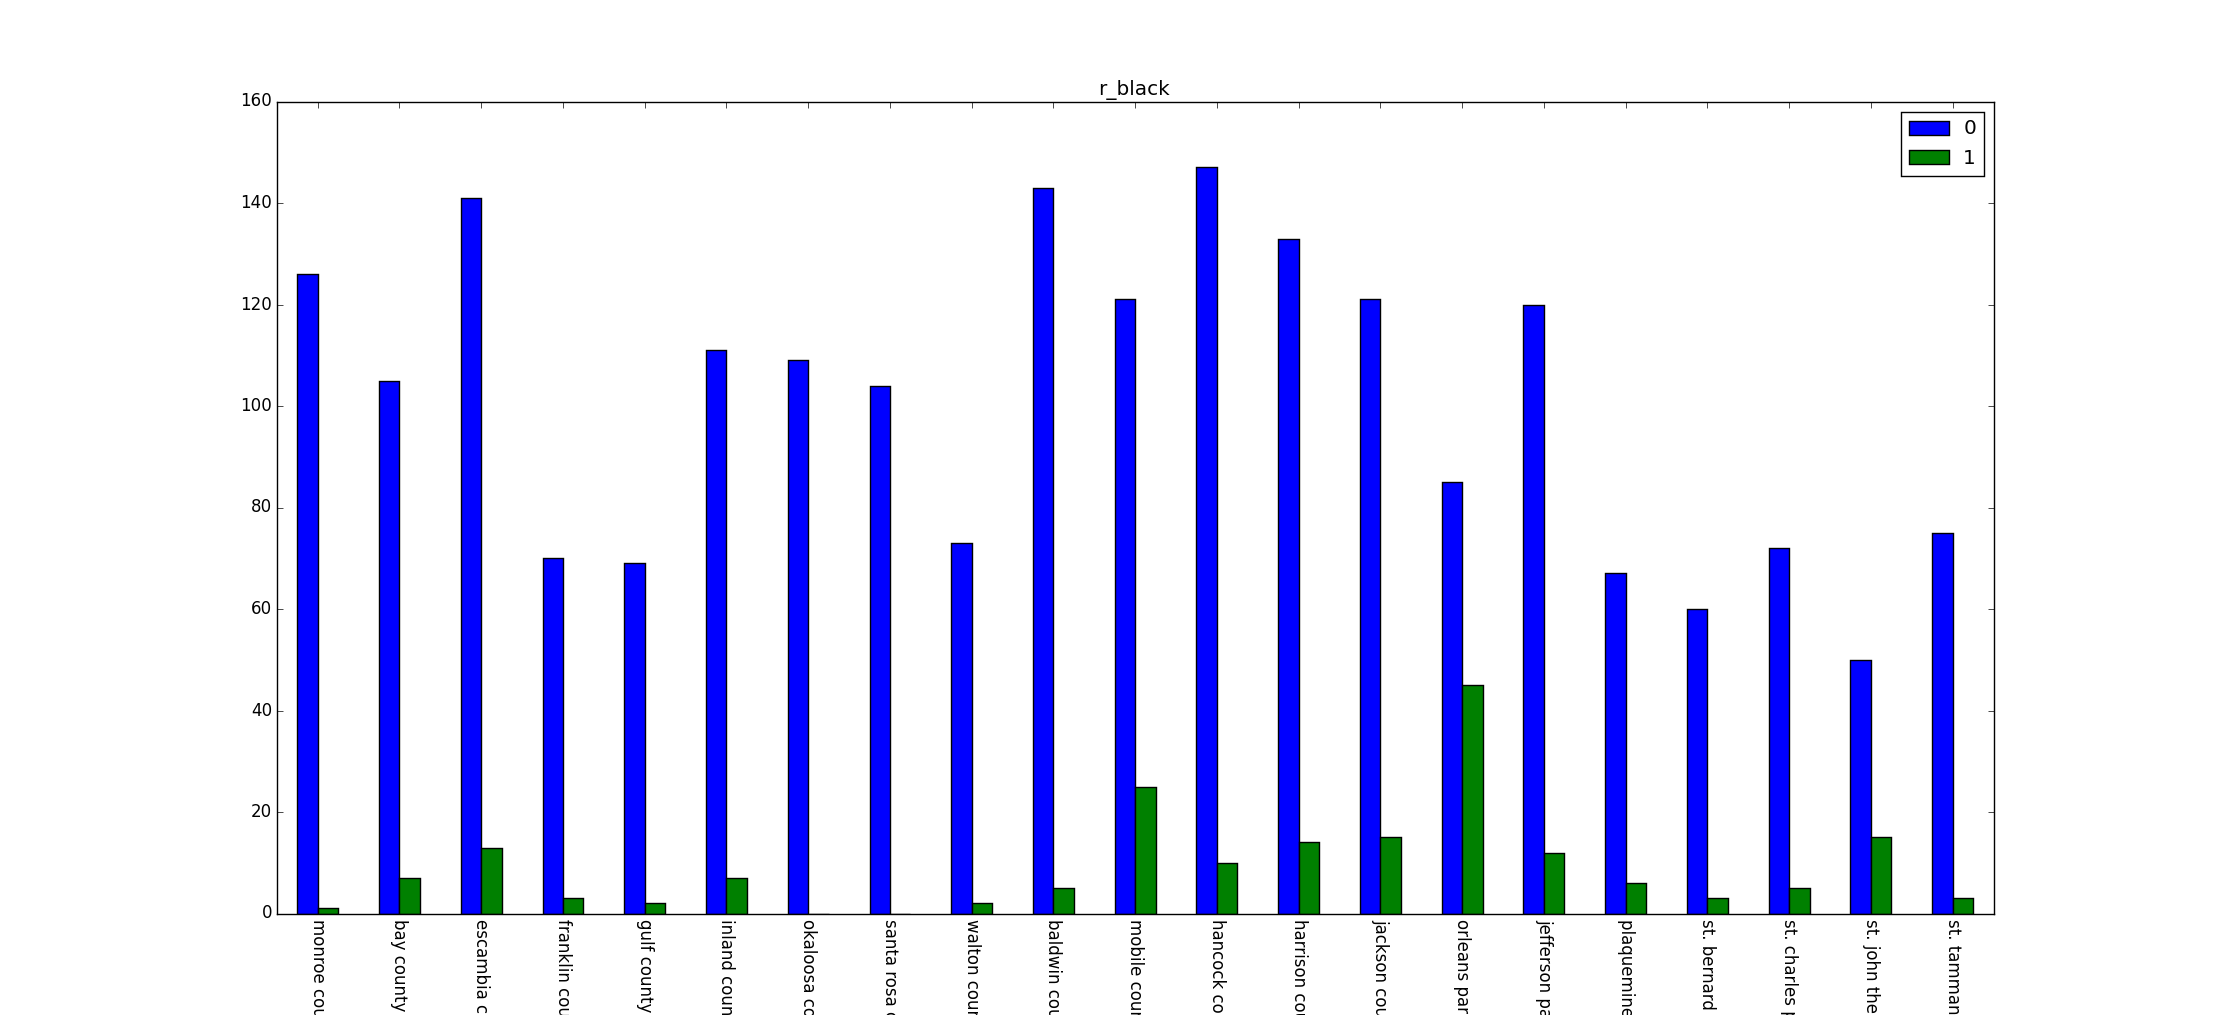 r_black
160
140
120
100
80
60
40
20
0
0
1
monroe cou
bay county
escambia c
franklin cou
gulf county
inland coun
okaloosa co
santa rosa
walton coun
baldwin cou
mobile coun
hancock co
harrison cou
jackson cou
orleans par
jefferson pa
plaquemine
st. bernard
st. charles p
st. john the
st. tamman